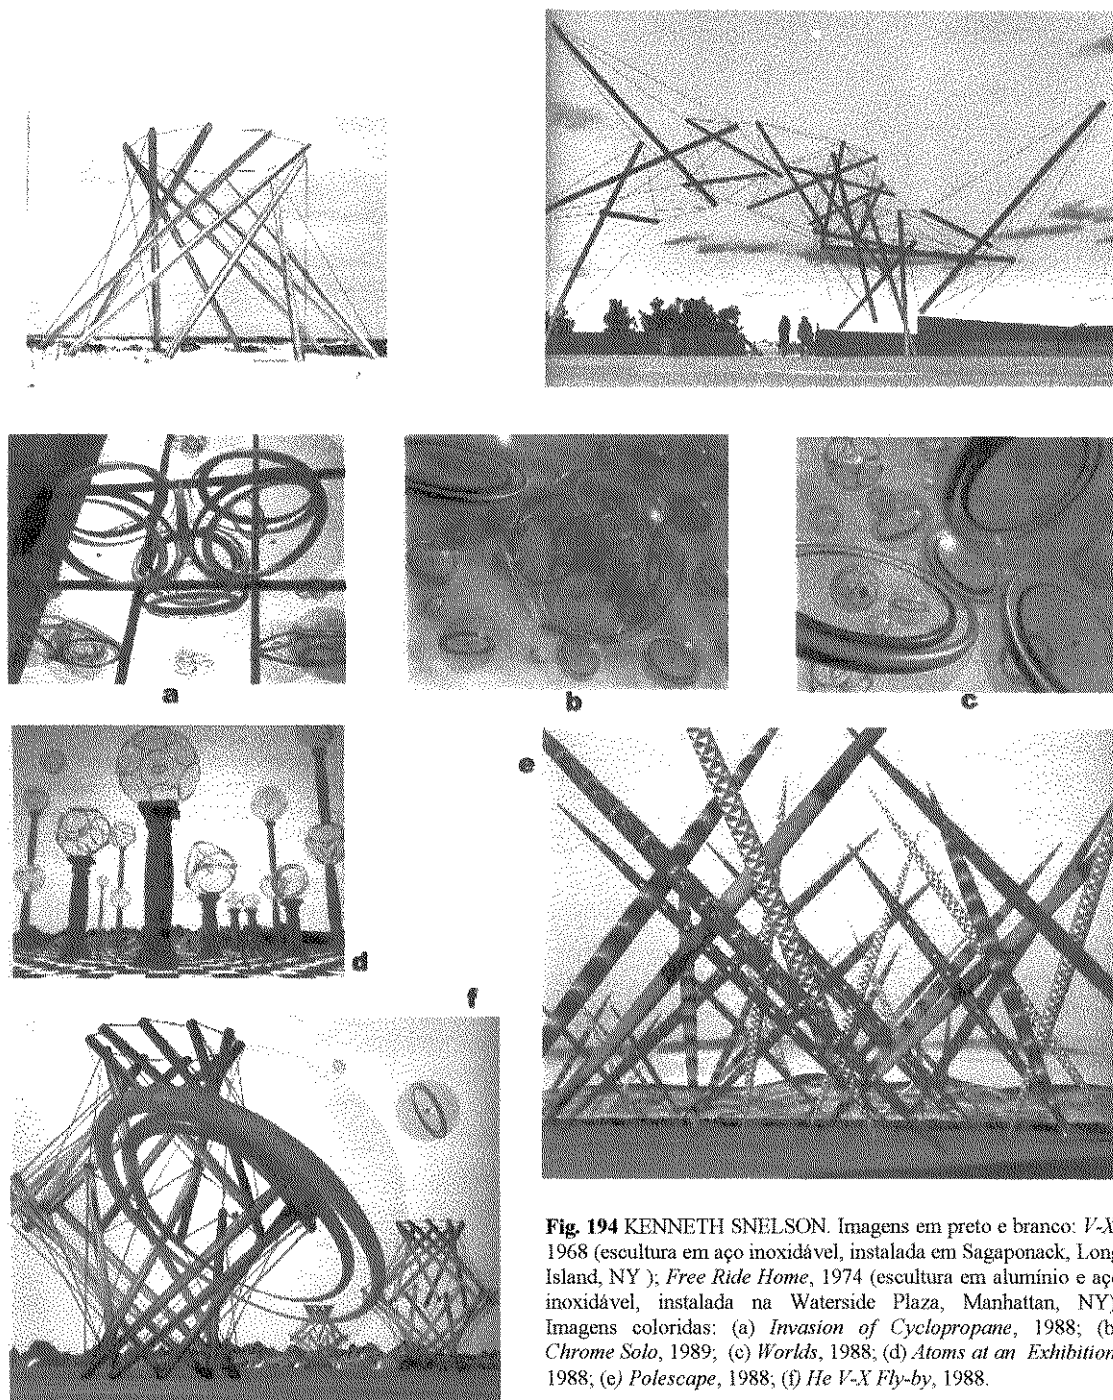 a
b
c
e
d
f
Fig. 194 KENNETH SNELSON. Imagens em preto e branco: V-X
1968 (escultura em aço inoxidável, instalada em Sagaponack, Long
Island, NY ); Free Ride Home, 1974 (escultura em alumínio e aç
inoxidável, instalada na Waterside Plaza, Manhattan, NY)
Imagens coloridas: (a) Invasion of Cyclopropane, 1988; (b
Chrome Solo, 1989; (c) Worlds, 1988; (d) Atoms at an Exhibition
1988; (e) Polescape, 1988; (f) He V-X Fly-by, 1988.